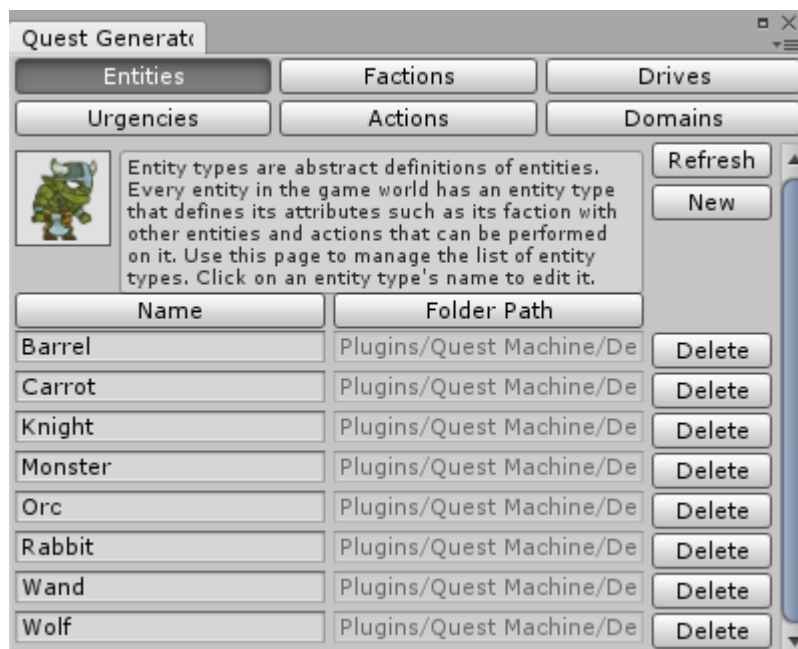 Quest Generato
Entities Factions Drives
Urgencies Actions Domains
Entity types are abstract definitions of entities.
Every entity in the game world has an entity type
that defines its attributes such as its faction with
other entities and actions that can be performed
on it. Use this page to manage the list of entity
types. Click on an entity type's name to edit it.
Refresh
New
Name Folder Path
Barrel Plugins/Quest Machine/De Delete
Carrot Plugins/Quest Machine/De Delete
Knight Plugins/Quest Machine/De Delete
Monster Plugins/Quest Machine/De Delete
Orc Plugins/Quest Machine/De Delete
Rabbit Plugins/Quest Machine/De Delete
Wand Plugins/Quest Machine/De Delete
Wolf Plugins/Quest Machine/De Delete